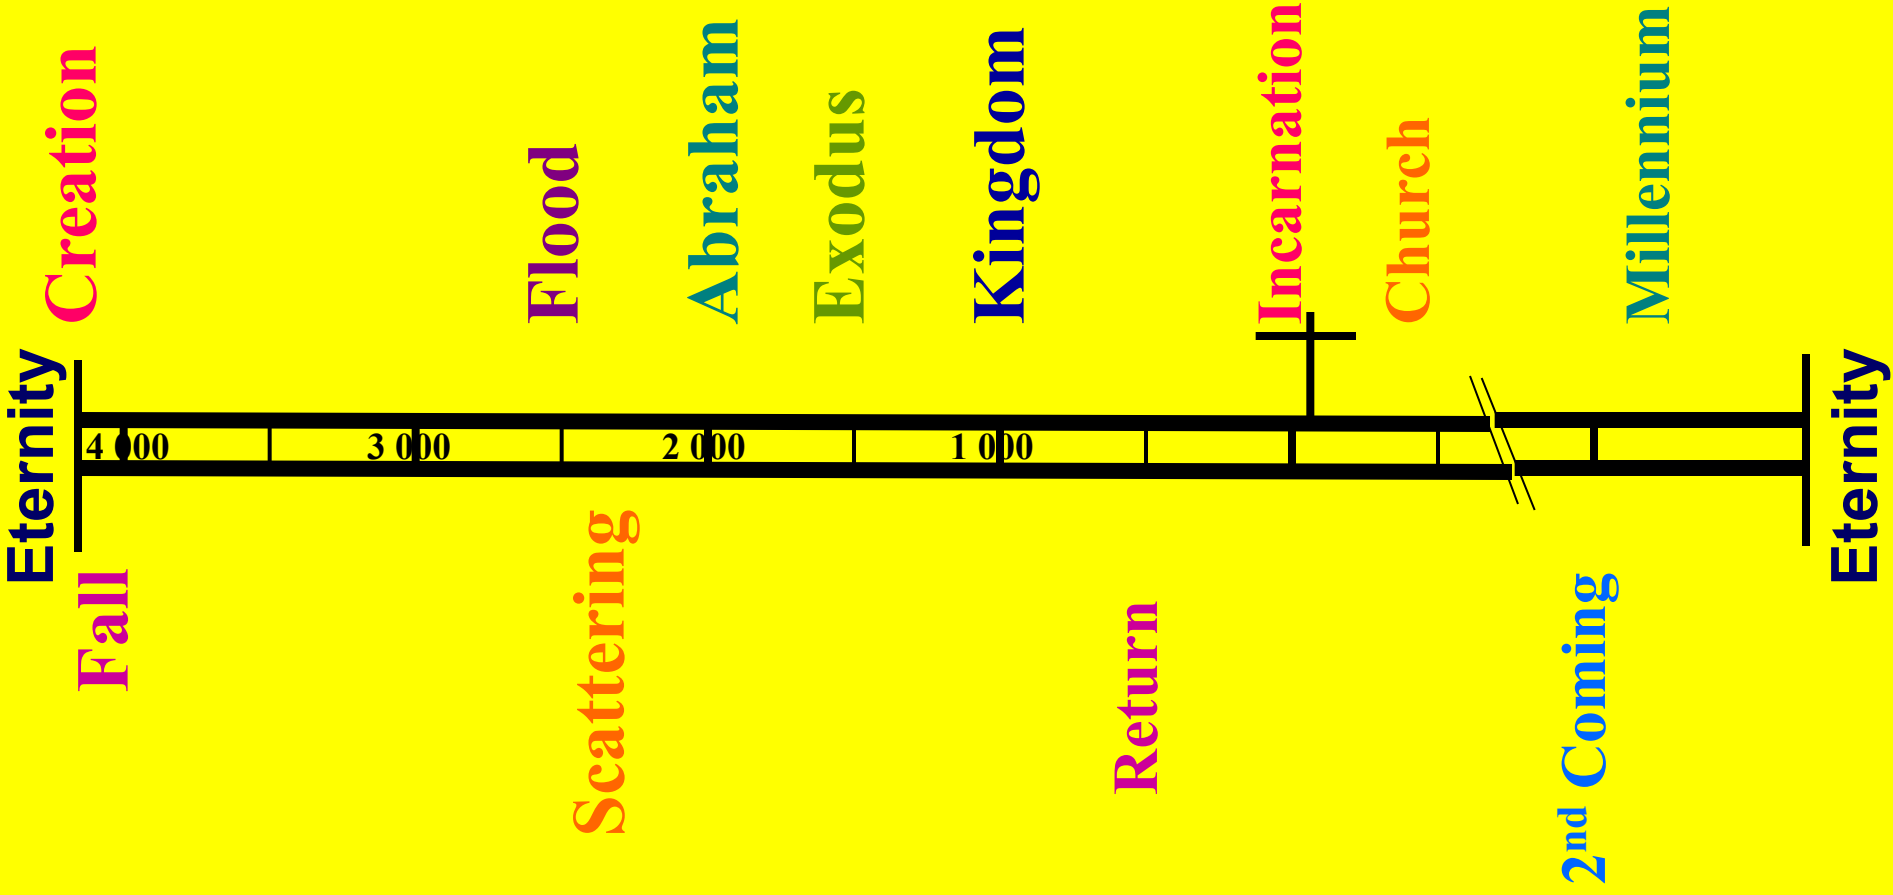 Creation
Flood
Abraham
Exodus
Kingdom
Incarnation
Church
Millennium
Eternity
4 000
3 000
2 000
1 000
Eternity
Fall
Scattering
Return
2nd Coming